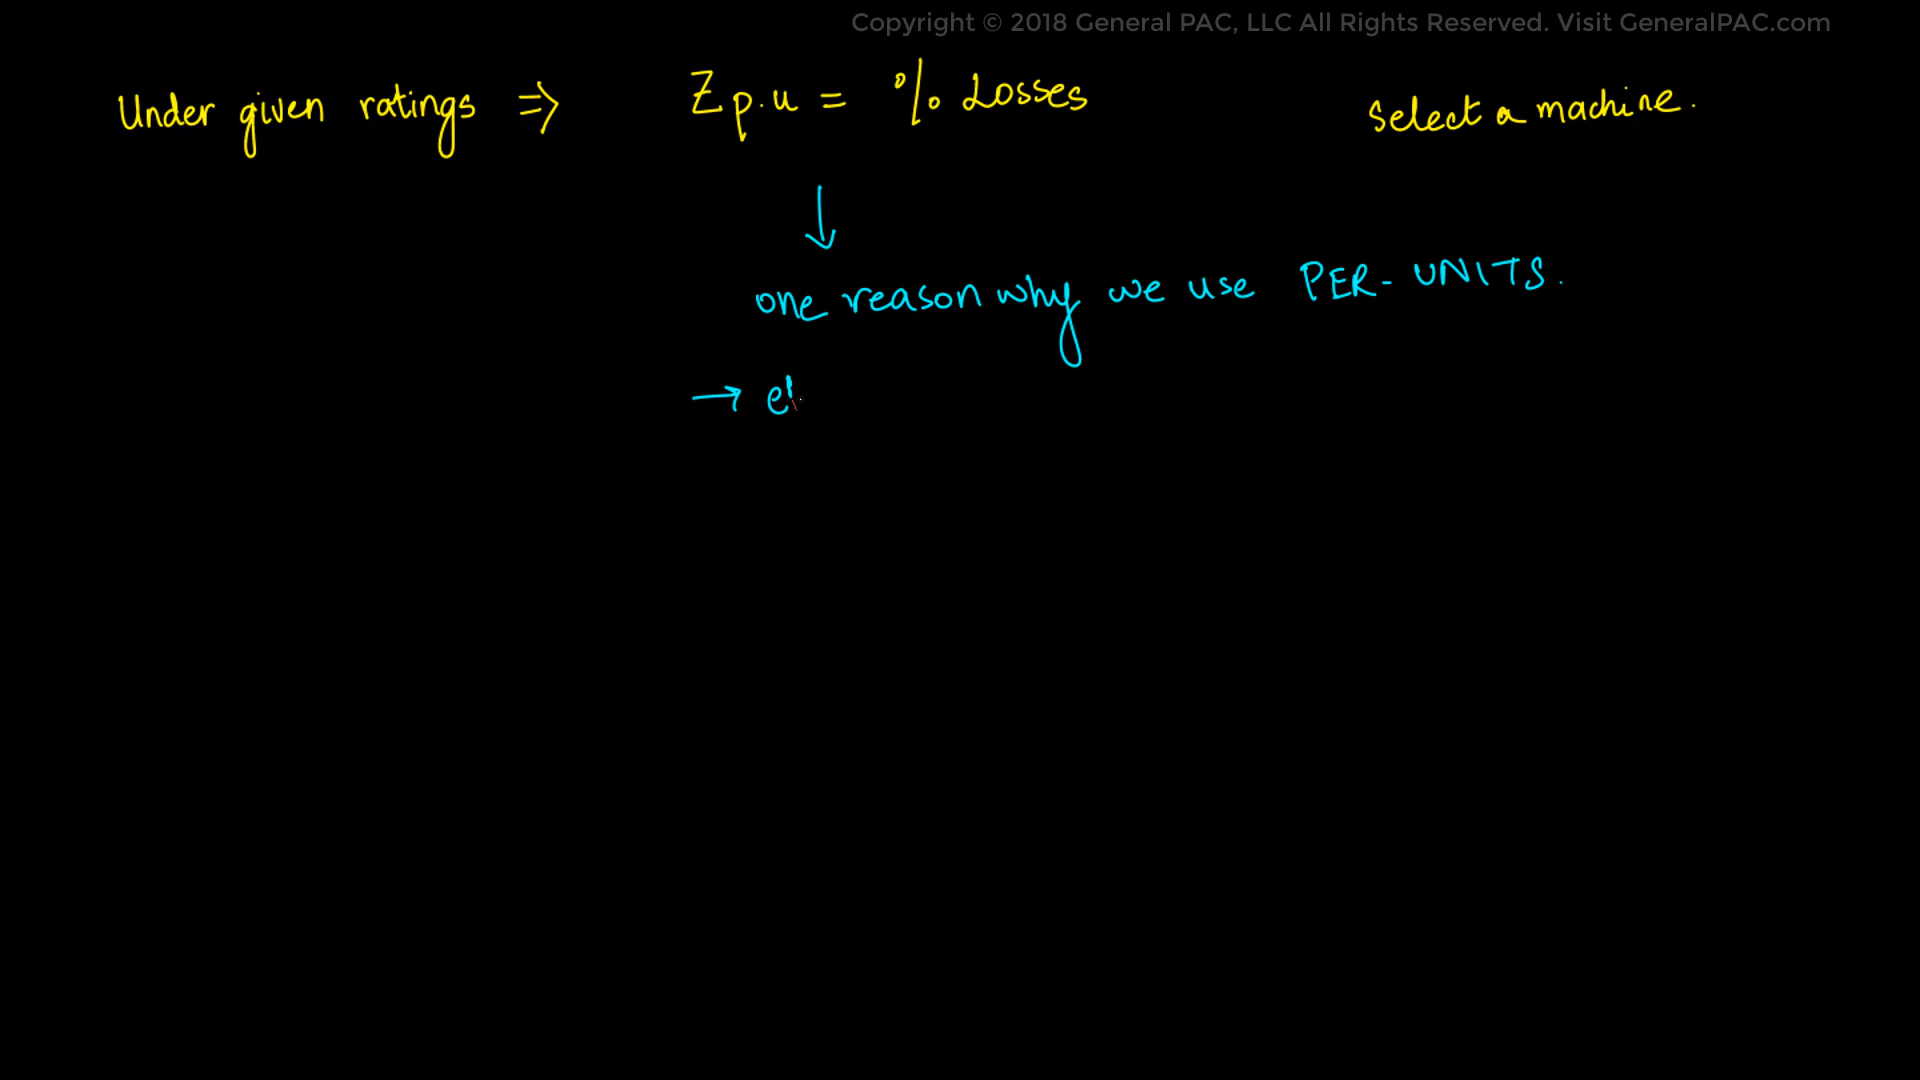 Copyright © 2018 General PAC, LLC All Rights Reserved. Visit GeneralPAC.com
Under given ratings ⇒ Zp.u = % Losses select a machine.
↓
one reason why we use PER-UNITS.
→